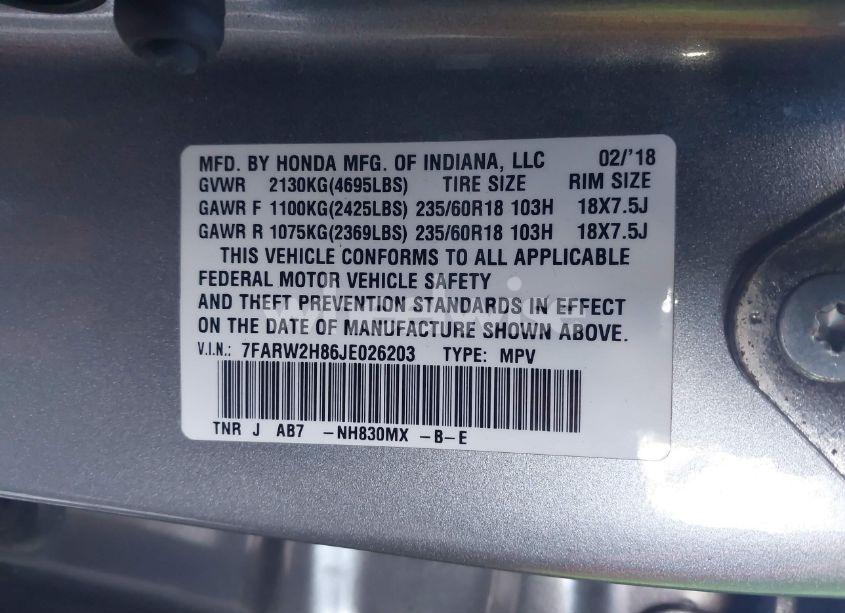 MFD. BY HONDA MFG. OF INDIANA, LLC 02/'18
GVWR 2130KG(4695LBS) TIRE SIZE RIM SIZE
GAWR F 1100KG(2425LBS) 235/60R18 103H 18X7.5J
GAWR R 1075KG(2369LBS) 235/60R18 103H 18X7.5J
THIS VEHICLE CONFORMS TO ALL APPLICABLE
FEDERAL MOTOR VEHICLE SAFETY
AND THEFT PREVENTION STANDARDS IN EFFECT
ON THE DATE OF MANUFACTURE SHOWN ABOVE.
V.I.N.: 7FARW2H86JE026203 TYPE: MPV
TNR J AB7 -NH830MX -B-E